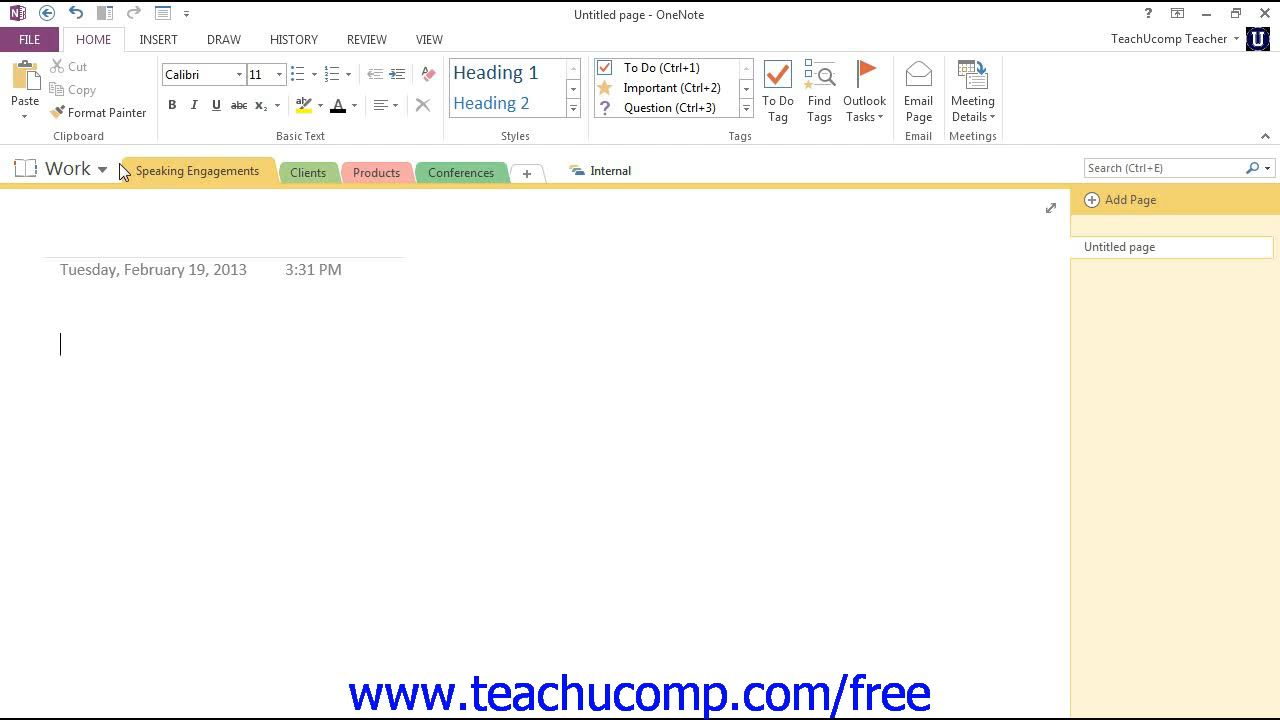 Untitled page - OneNote
FILE HOME INSERT DRAW HISTORY REVIEW VIEW TeachUcomp Teacher
Paste Cut Copy Format Painter
Clipboard
Calibri 11
B I U abc x₂ A
Basic Text
Heading 1
Heading 2
Styles
To Do (Ctrl+1)
Important (Ctrl+2)
Question (Ctrl+3)
To Do Tag
Find Tags
Outlook Tasks
Tags
Email Page
Email
Meeting Details
Meetings
Work Speaking Engagements Clients Products Conferences + Internal Search (Ctrl+E)
Add Page
Untitled page
Tuesday, February 19, 2013 3:31 PM
www.teachucomp.com/free